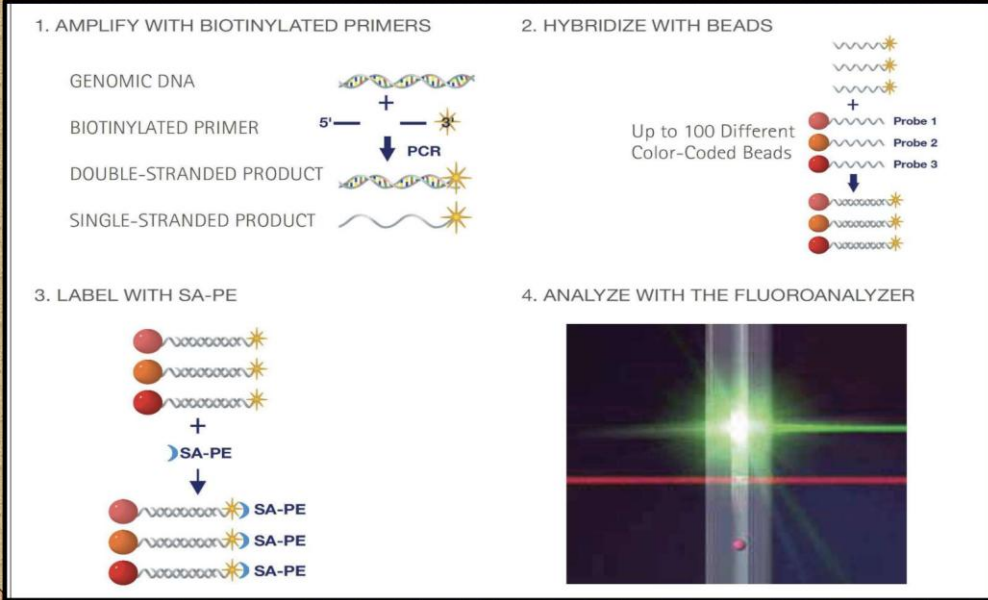 1. AMPLIFY WITH BIOTINYLATED PRIMERS
GENOMIC DNA
+
BIOTINYLATED PRIMER
5'
3'
PCR
DOUBLE-STRANDED PRODUCT
SINGLE-STRANDED PRODUCT
2. HYBRIDIZE WITH BEADS
+
Up to 100 Different
Color-Coded Beads
Probe 1
Probe 2
Probe 3
3. LABEL WITH SA-PE
+
SA-PE
SA-PE
SA-PE
SA-PE
4. ANALYZE WITH THE FLUOROANALYZER